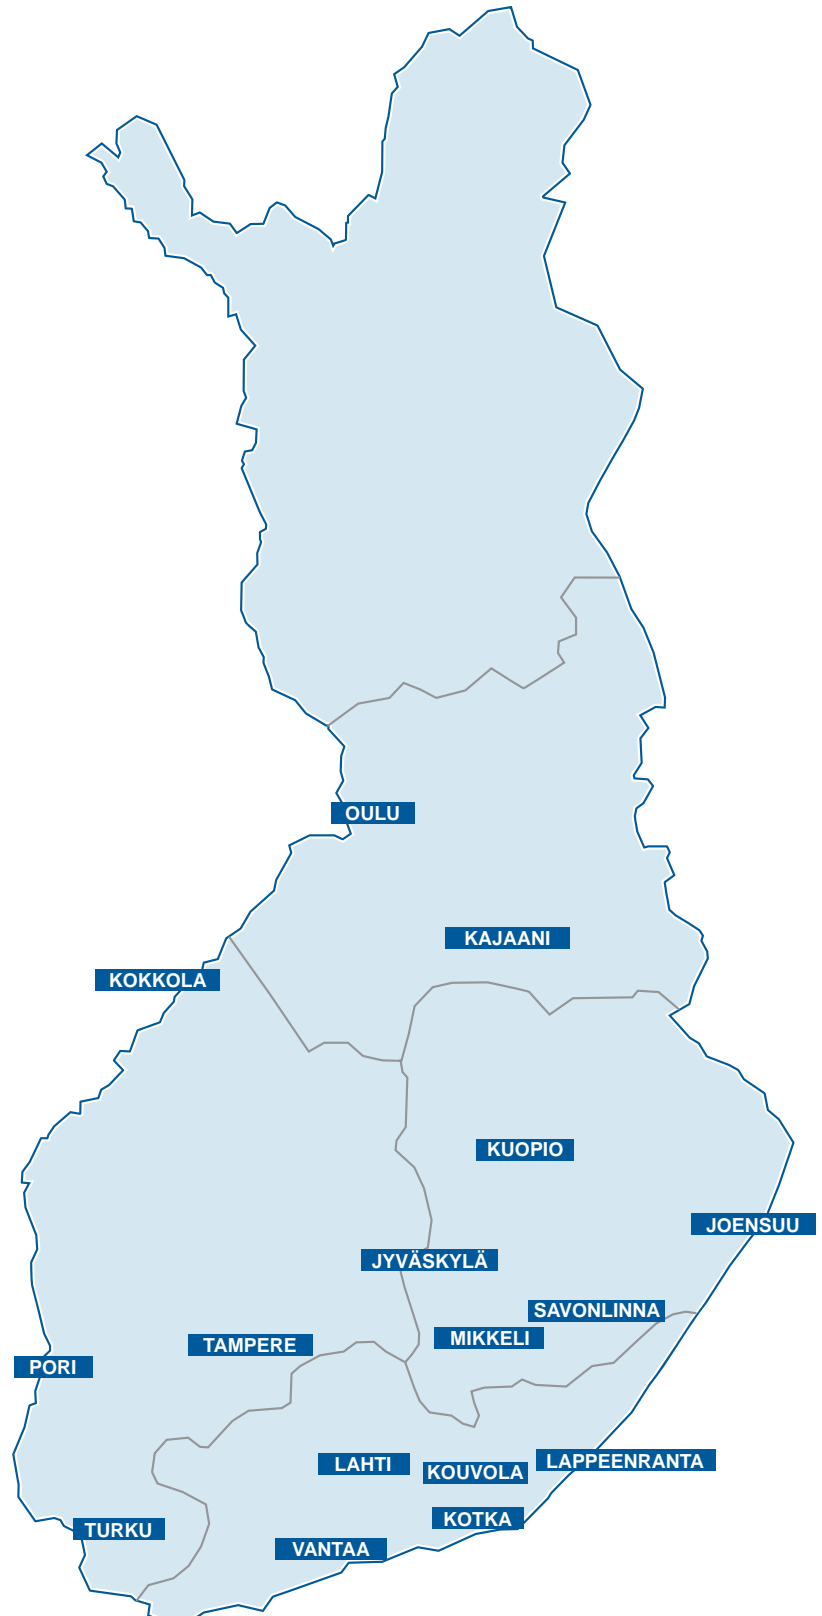 OULU
KAJAANI
KOKKOLA
KUOPIO
JOENSUU
JYVÄSKYLÄ
SAVONLINNA
MIKKELI
TAMPERE
PORI
LAHTI
KOUVOLA
LAPPEENRANTA
KOTKA
TURKU
VANTAA